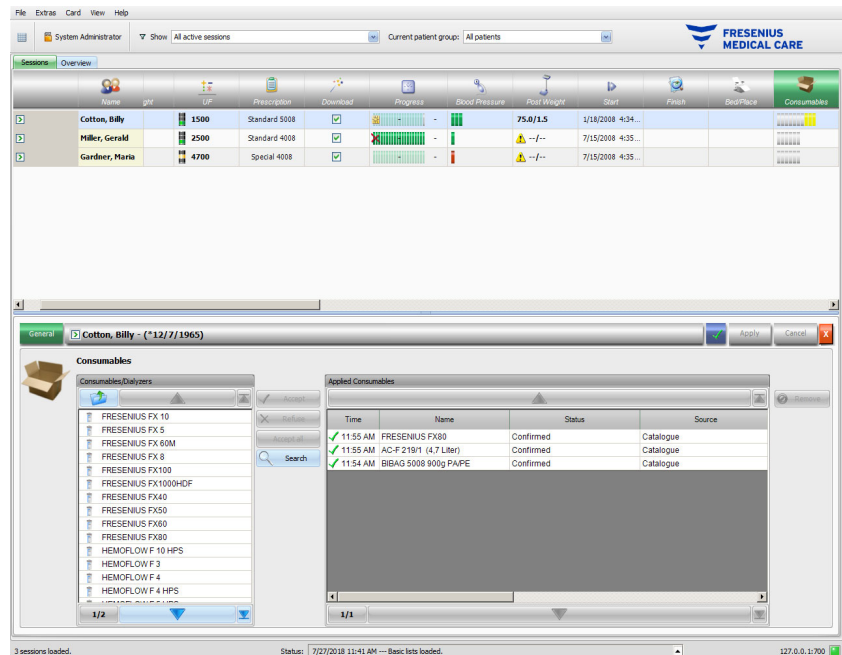 File Extras Card View Help
System Administrator Show All active sessions Current patient group: All patients
FRESENIUS
MEDICAL CARE
Sessions Overview
Name ght UF Prescription Download Progress Blood Pressure Post Weight Start Finish Bed/Place Consumables
Cotton, Billy 1500 Standard 5008 - - 75.0/1.5 1/18/2008 4:34...
Miller, Gerald 2500 Standard 4008 - --/-- 7/15/2008 4:35...
Gardner, Maria 4700 Special 4008 - - --/-- 7/15/2008 4:35...
General Cotton, Billy - (*12/7/1965) Apply Cancel X
Consumables
Consumables/Dialyzers
FRESENIUS FX 10
FRESENIUS FX 5
FRESENIUS FX 60M
FRESENIUS FX 8
FRESENIUS FX100
FRESENIUS FX1000HDF
FRESENIUS FX40
FRESENIUS FX50
FRESENIUS FX60
FRESENIUS FX80
HEMOFLOW F 10 HPS
HEMOFLOW F 3
HEMOFLOW F 4
HEMOFLOW F 4 HPS
1/2
Accept
Refuse
Accept all
Search
Applied Consumables
Remove
Time Name Status Source
11:55 AM FRESENIUS FX80 Confirmed Catalogue
11:55 AM AC-F 219/1 (4,7 Liter) Confirmed Catalogue
11:54 AM BIBAG 5008 900g PA/PE Confirmed Catalogue
1/1
3 sessions loaded. Status: 7/27/2018 11:41 AM --- Basic lists loaded. 127.0.0.1:700